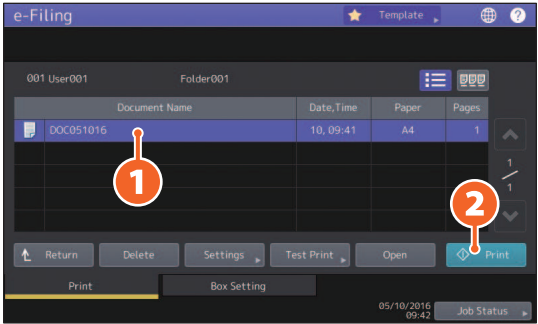 e-Filing
Template
?
001 User001 Folder001
Document Name Date,Time Paper Pages
DOC051016 10, 09:41 A4 1
1
1
1
2
Return Delete Settings Test Print Open Print
Print Box Setting
05/10/2016
09:42
Job Status